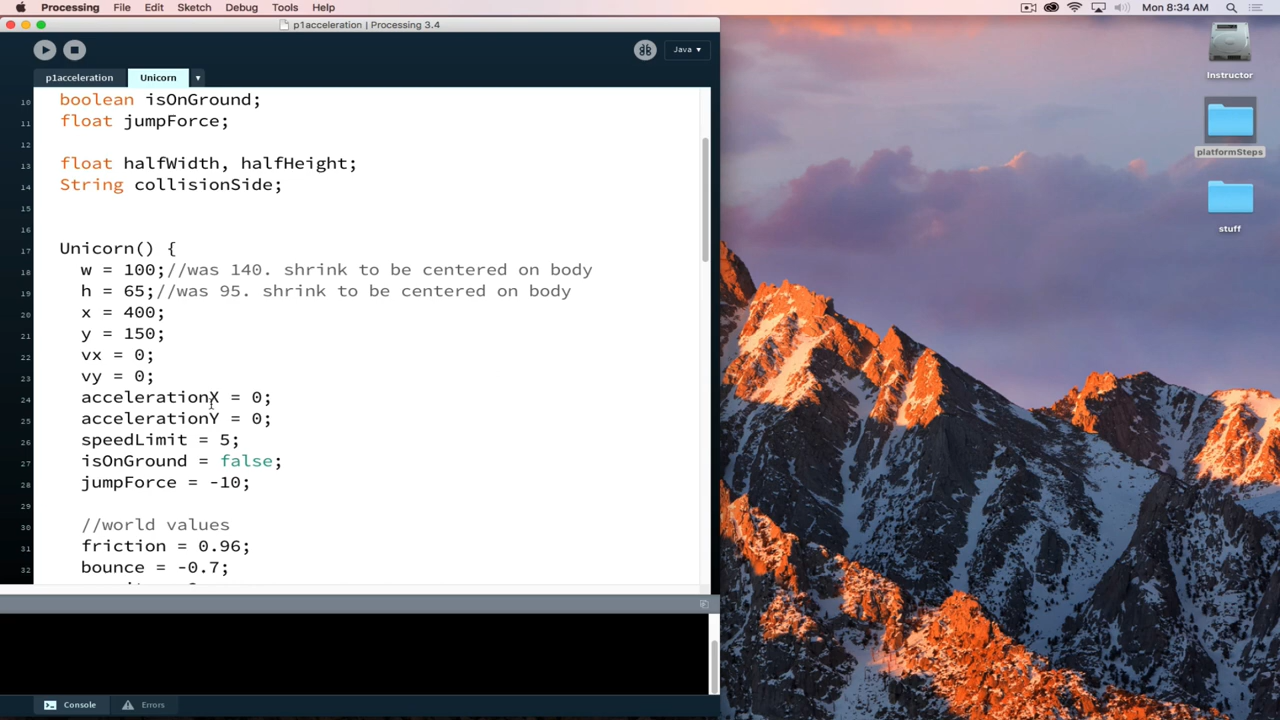 Processing File Edit Sketch Debug Tools Help Mon 8:34 AM
p1acceleration | Processing 3.4
Java ▾
p1acceleration Unicorn ▾
10 boolean isOnGround;
11 float jumpForce;
12
13 float halfWidth, halfHeight;
14 String collisionSide;
15
16
17 Unicorn() {
18 w = 100;//was 140. shrink to be centered on body
19 h = 65;//was 95. shrink to be centered on body
20 x = 400;
21 y = 150;
22 vx = 0;
23 vy = 0;
24 accelerationX = 0;
25 accelerationY = 0;
26 speedLimit = 5;
27 isOnGround = false;
28 jumpForce = -10;
29
30 //world values
31 friction = 0.96;
32 bounce = -0.7;
Console Errors
Instructor
platformSteps
stuff